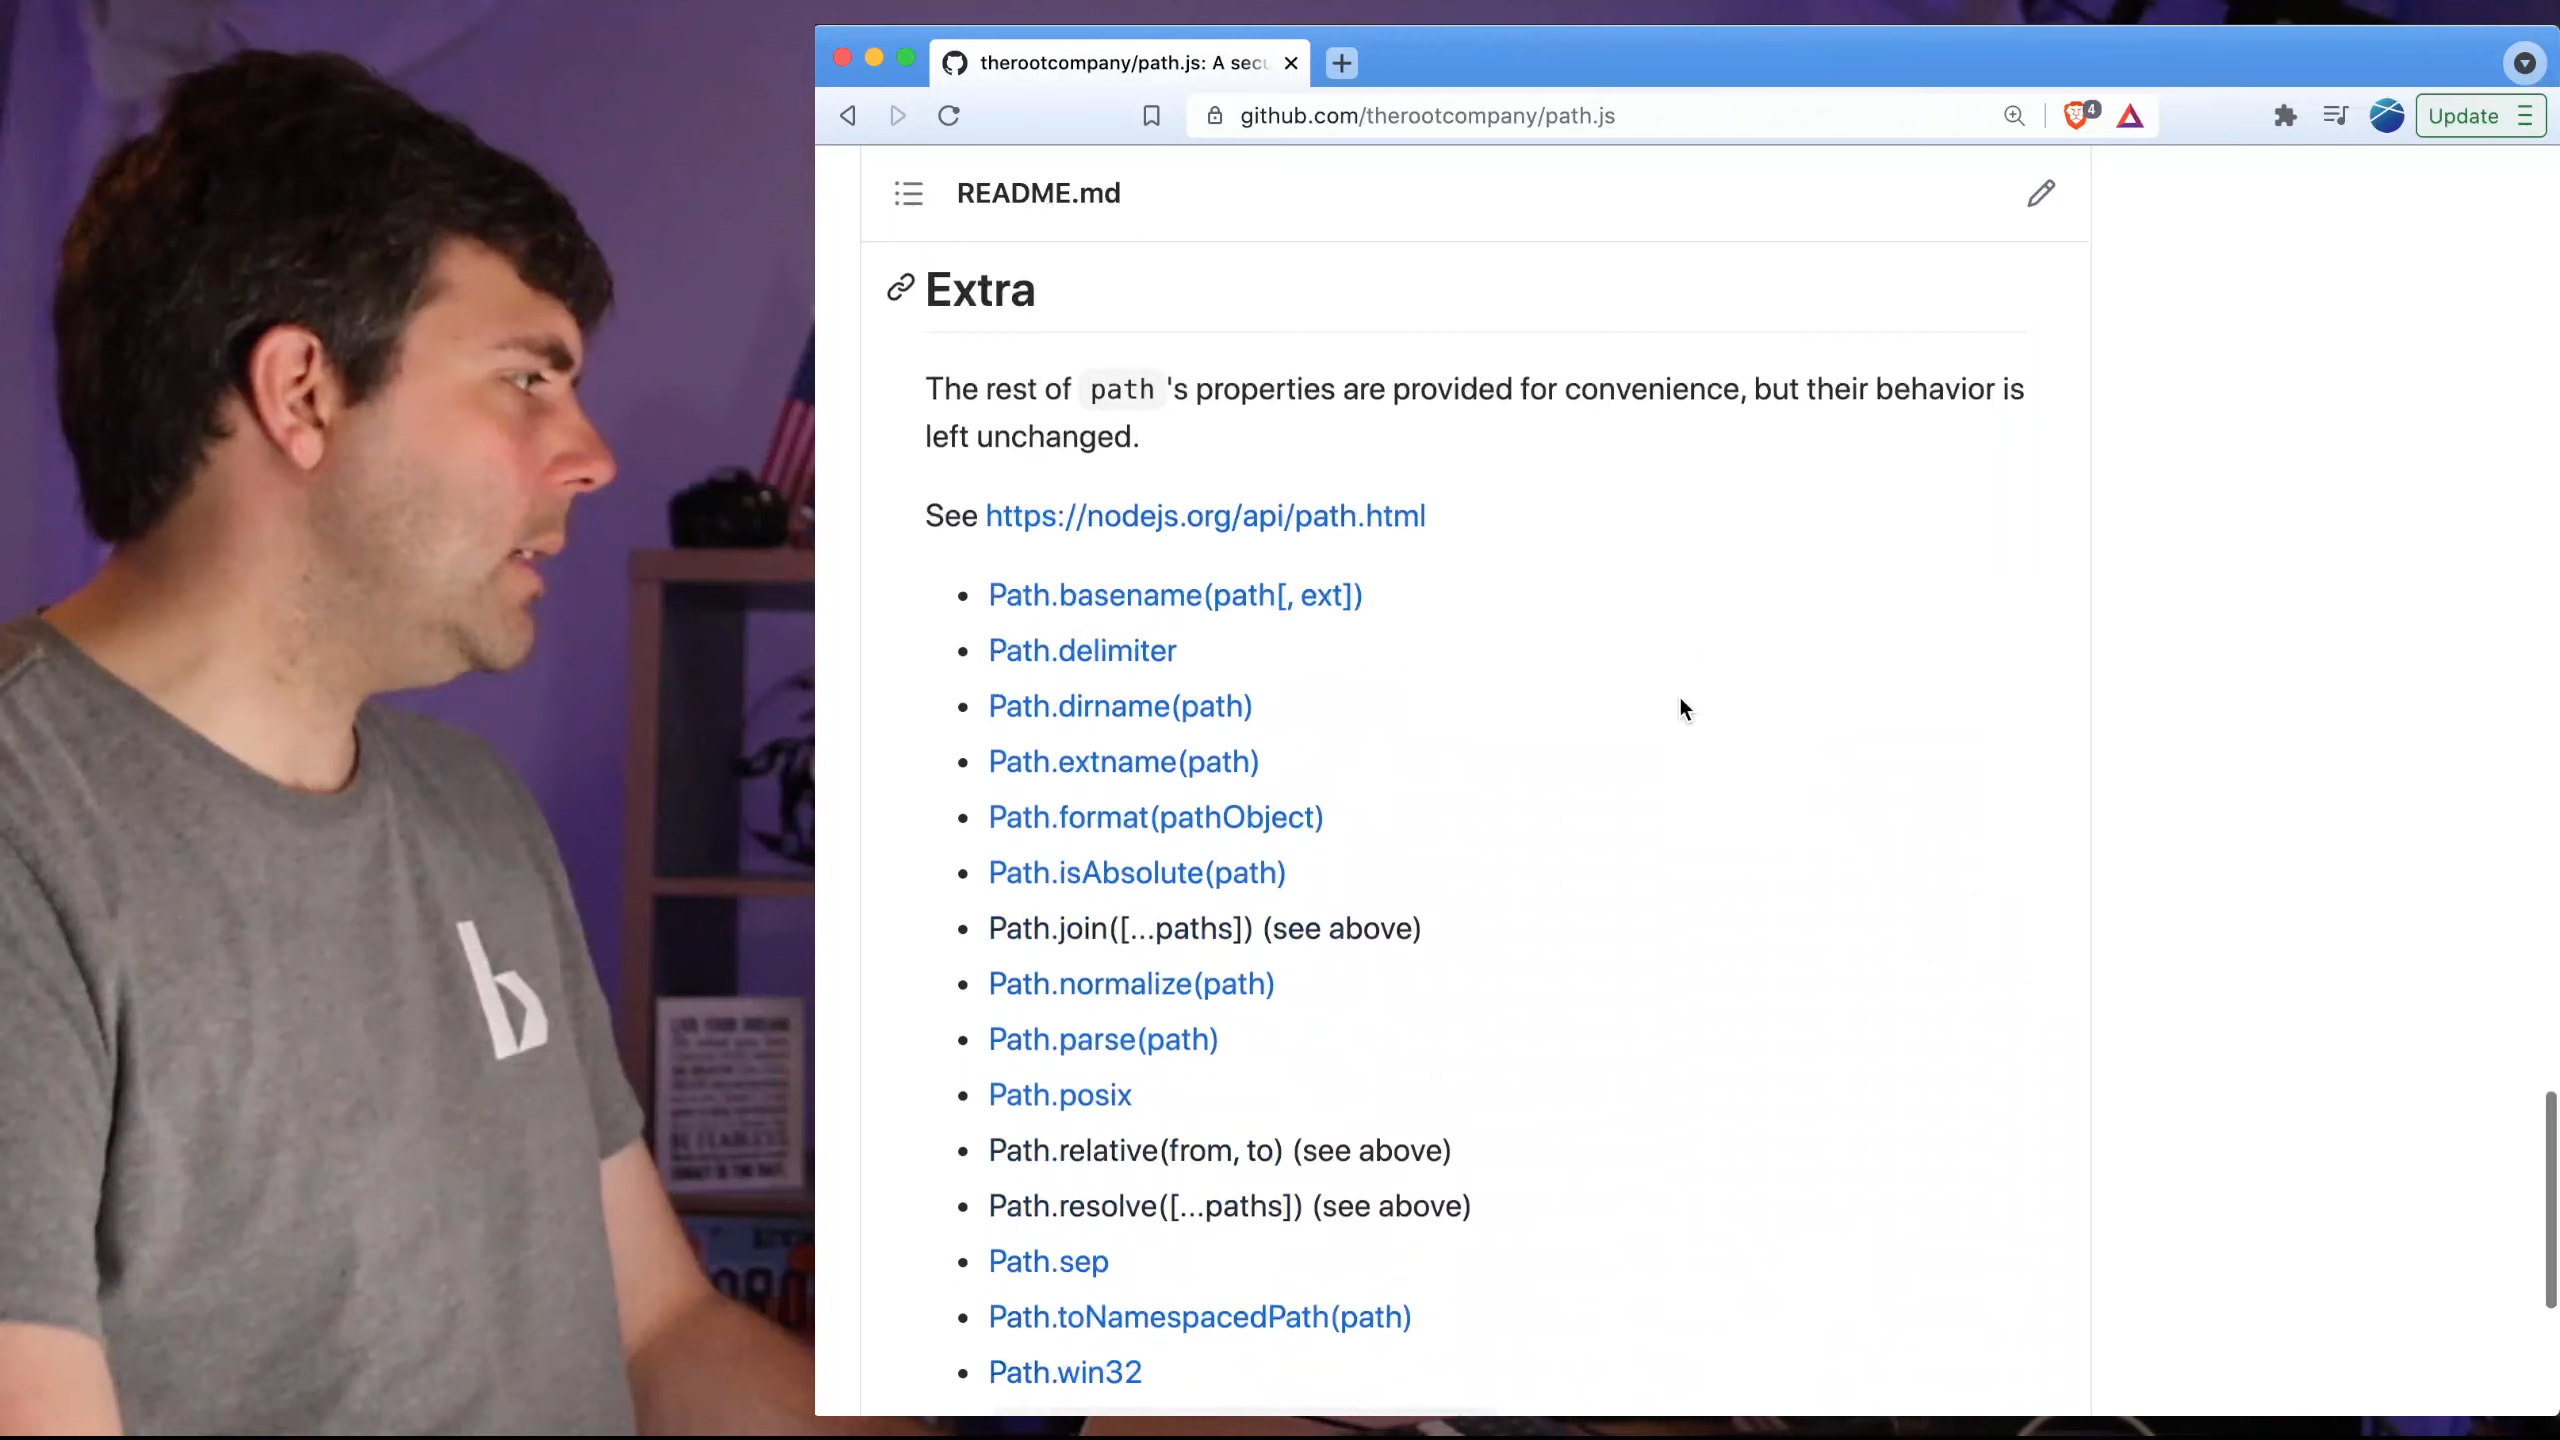 therootcompany/path.js: A sec
github.com/therootcompany/path.js
4
Update
README.md
Extra
The rest of path 's properties are provided for convenience, but their behavior is
left unchanged.
See https://nodejs.org/api/path.html
Path.basename(path[, ext])
Path.delimiter
Path.dirname(path)
Path.extname(path)
Path.format(pathObject)
Path.isAbsolute(path)
Path.join([...paths]) (see above)
Path.normalize(path)
Path.parse(path)
Path.posix
Path.relative(from, to) (see above)
Path.resolve([...paths]) (see above)
Path.sep
Path.toNamespacedPath(path)
Path.win32
b